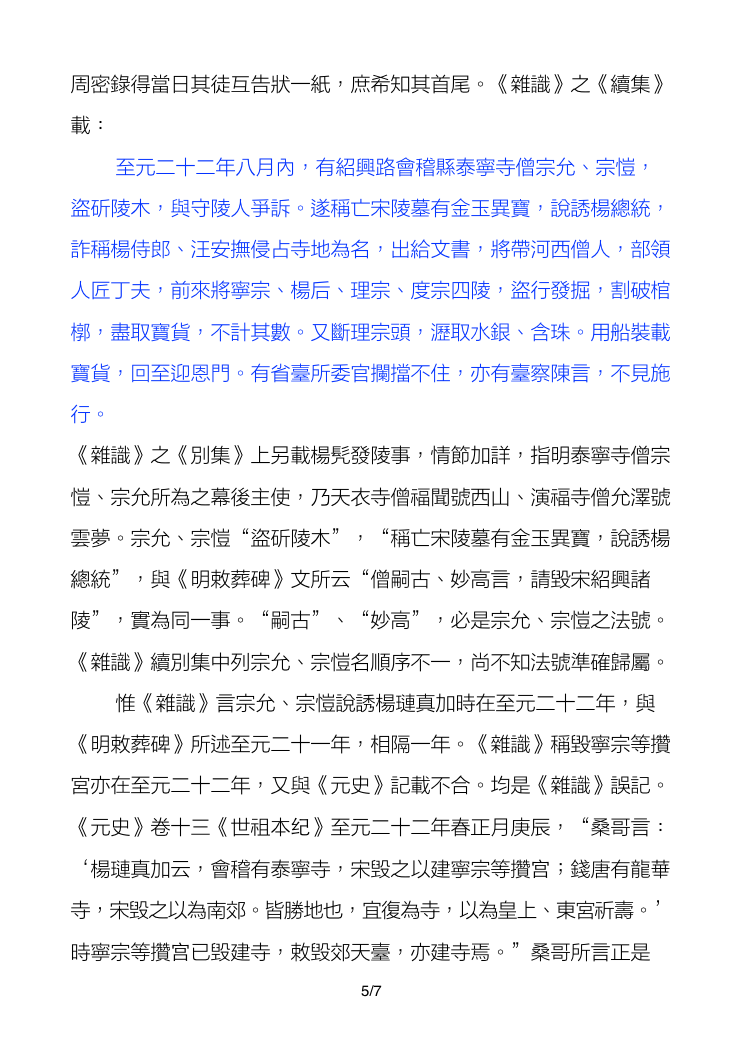 周密錄得當日其徒互告狀一紙，庶希知其首尾。《雜識》之《續集》
載：
至元二十二年八月內，有紹興路會稽縣泰寧寺僧宗允、宗愷，
盜斫陵木，與守陵人爭訴。遂稱亡宋陵墓有金玉異寶，說誘楊總統，
詐稱楊侍郎、汪安撫侵占寺地為名，出給文書，將帶河西僧人，部領
人匠丁夫，前來將寧宗、楊后、理宗、度宗四陵，盜行發掘，割破棺
槨，盡取寶貨，不計其數。又斷理宗頭，瀝取水銀、含珠。用船裝載
寶貨，回至迎恩門。有省臺所委官攔擋不住，亦有臺察陳言，不見施
行。
《雜識》之《別集》上另載楊髡發陵事，情節加詳，指明泰寧寺僧宗
愷、宗允所為之幕後主使，乃天衣寺僧福聞號西山、演福寺僧允澤號
雲夢。宗允、宗愷“盜斫陵木”，“稱亡宋陵墓有金玉異寶，說誘楊
總統”，與《明敕葬碑》文所云“僧嗣古、妙高言，請毀宋紹興諸
陵”，實為同一事。“嗣古”、“妙高”，必是宗允、宗愷之法號。
《雜識》續別集中列宗允、宗愷名順序不一，尚不知法號準確歸屬。
惟《雜識》言宗允、宗愷說誘楊璉真加時在至元二十二年，與
《明敕葬碑》所述至元二十一年，相隔一年。《雜識》稱毀寧宗等攢
宮亦在至元二十二年，又與《元史》記載不合。均是《雜識》誤記。
《元史》卷十三《世祖本纪》至元二十二年春正月庚辰，“桑哥言：
‘楊璉真加云，會稽有泰寧寺，宋毀之以建寧宗等攢宮；錢唐有龍華
寺，宋毀之以為南郊。皆勝地也，宜復為寺，以為皇上、東宮祈壽。’
時寧宗等攢宮已毀建寺，敕毀郊天臺，亦建寺焉。”桑哥所言正是
5/7